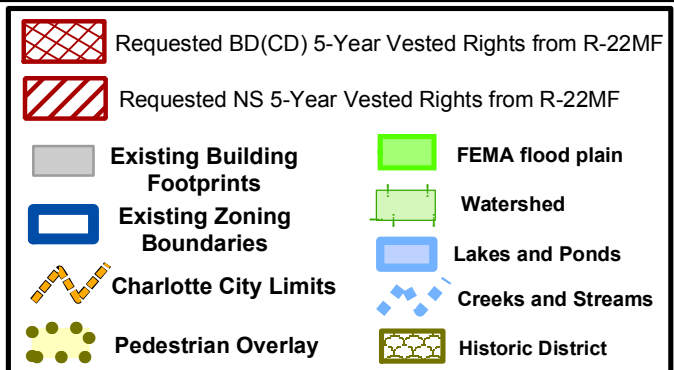 Requested BD(CD) 5-Year Vested Rights from R-22MF
Requested NS 5-Year Vested Rights from R-22MF
Existing Building
Footprints
Existing Zoning
Boundaries
Charlotte City Limits
Pedestrian Overlay
FEMA flood plain
Watershed
Lakes and Ponds
Creeks and Streams
Historic District